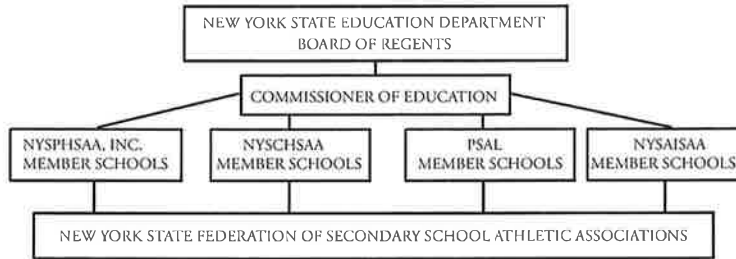 NEW YORK STATE EDUCATION DEPARTMENT
BOARD OF REGENTS
COMMISSIONER OF EDUCATION
NYSPHSAA, INC.
MEMBER SCHOOLS
NYSCHSAA
MEMBER SCHOOLS
PSAL
MEMBER SCHOOLS
NYSAISAA
MEMBER SCHOOLS
NEW YORK STATE FEDERATION OF SECONDARY SCHOOL ATHLETIC ASSOCIATIONS